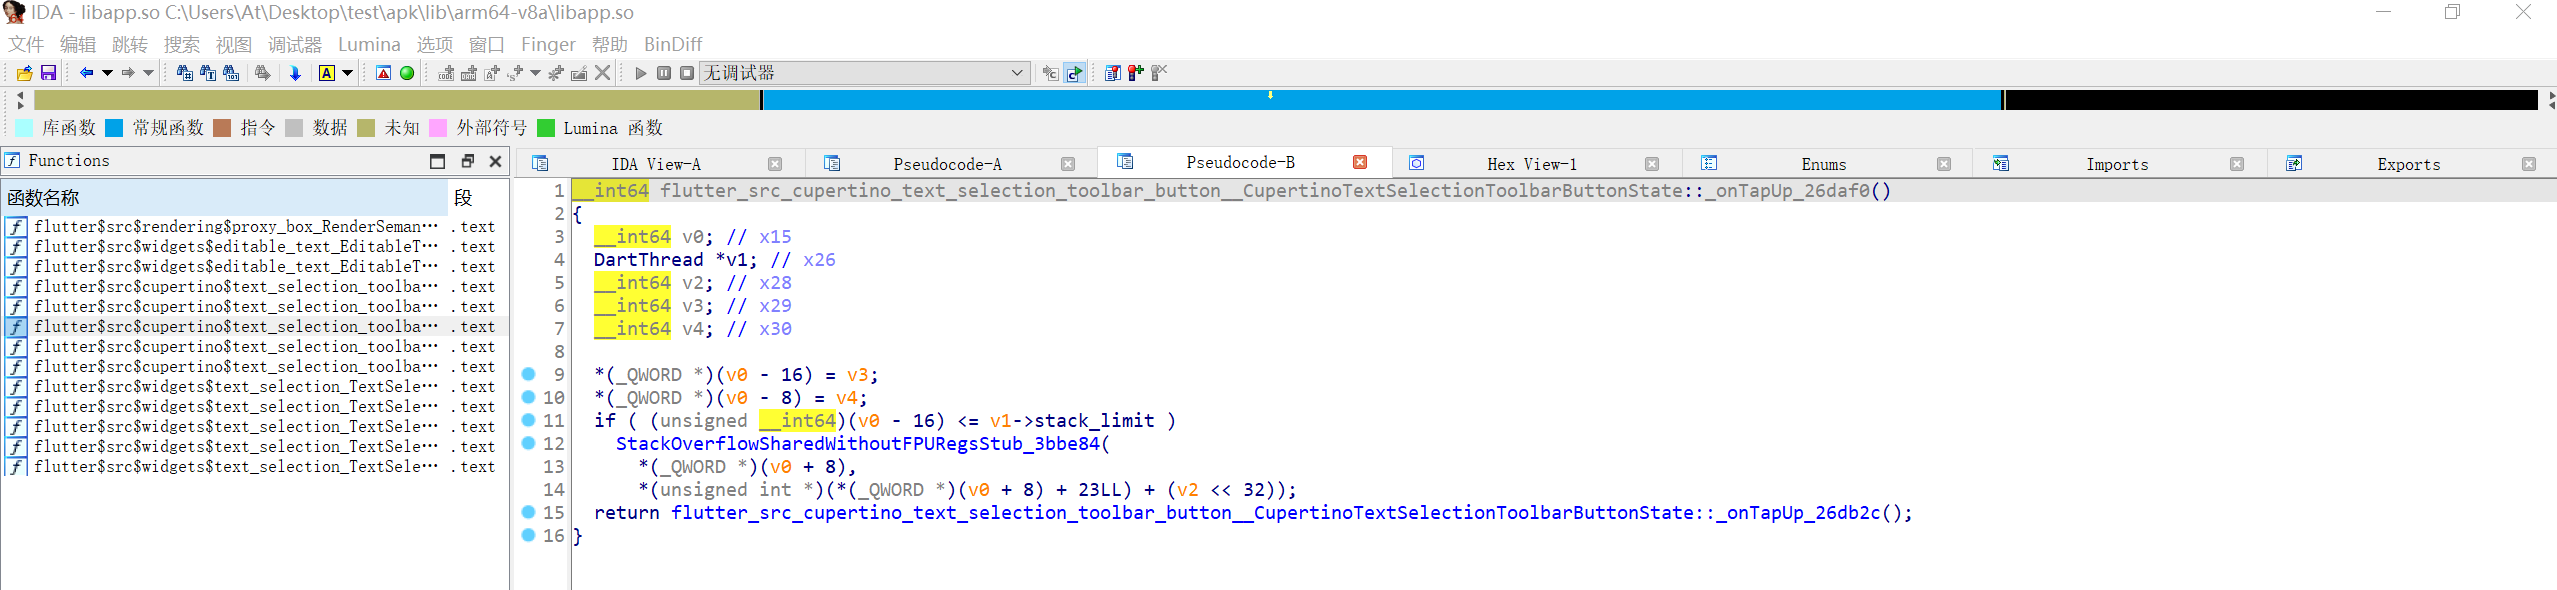 IDA - libapp.so C:\Users\At\Desktop\test\apk\lib\arm64-v8a\libapp.so
文件 编辑 跳转 搜索 视图 调试器 Lumina 选项 窗口 Finger 帮助 BinDiff
无调试器
库函数 常规函数 指令 数据 未知 外部符号 Lumina 函数
Functions
函数名称 段
flutter$src$rendering$proxy_box_RenderSeman… .text
flutter$src$widgets$editable_text_EditableT… .text
flutter$src$widgets$editable_text_EditableT… .text
flutter$src$cupertino$text_selection_toolba… .text
flutter$src$cupertino$text_selection_toolba… .text
flutter$src$cupertino$text_selection_toolba… .text
flutter$src$cupertino$text_selection_toolba… .text
flutter$src$cupertino$text_selection_toolba… .text
flutter$src$widgets$text_selection_TextSele… .text
flutter$src$widgets$text_selection_TextSele… .text
flutter$src$widgets$text_selection_TextSele… .text
flutter$src$widgets$text_selection_TextSele… .text
flutter$src$widgets$text_selection_TextSele… .text
IDA View-A Pseudocode-A Pseudocode-B Hex View-1 Enums Imports Exports
1 __int64 flutter_src_cupertino_text_selection_toolbar_button__CupertinoTextSelectionToolbarButtonState::_onTapUp_26daf0()
2 {
3 __int64 v0; // x15
4 DartThread *v1; // x26
5 __int64 v2; // x28
6 __int64 v3; // x29
7 __int64 v4; // x30
8
9 *(_QWORD *)(v0 - 16) = v3;
10 *(_QWORD *)(v0 - 8) = v4;
11 if ( (unsigned __int64)(v0 - 16) <= v1->stack_limit )
12 StackOverflowSharedWithoutFPURegsStub_3bbe84(
13 *(_QWORD *)(v0 + 8),
14 *(unsigned int *)(*(_QWORD *)(v0 + 8) + 23LL) + (v2 << 32));
15 return flutter_src_cupertino_text_selection_toolbar_button__CupertinoTextSelectionToolbarButtonState::_onTapUp_26db2c();
16 }